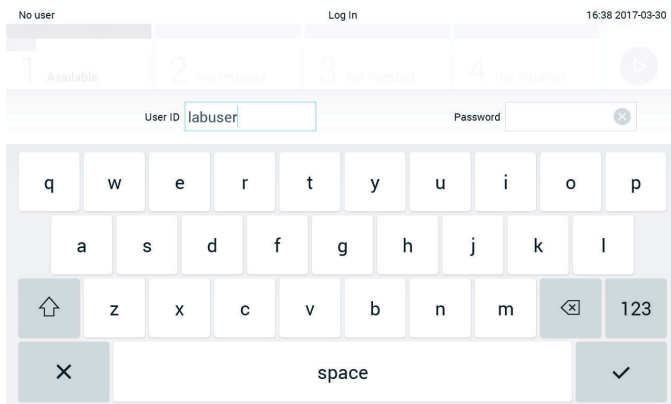 No user Log In 16:38 2017-03-30
1 Available 2 Not Installed 3 Not Installed 4 Not Installed
User ID labuser Password
q w e r t y u i o p
a s d f g h j k l
z x c v b n m 123
space